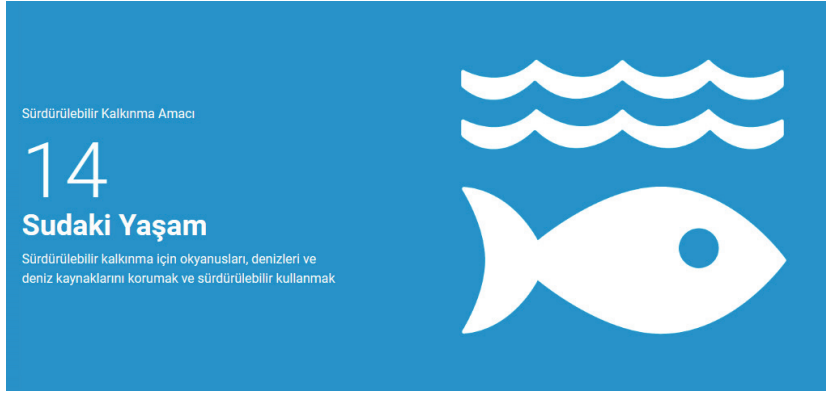 Sürdürülebilir Kalkınma Amacı
14
Sudaki Yaşam
Sürdürülebilir kalkınma için okyanusları, denizleri ve
deniz kaynaklarını korumak ve sürdürülebilir kullanmak